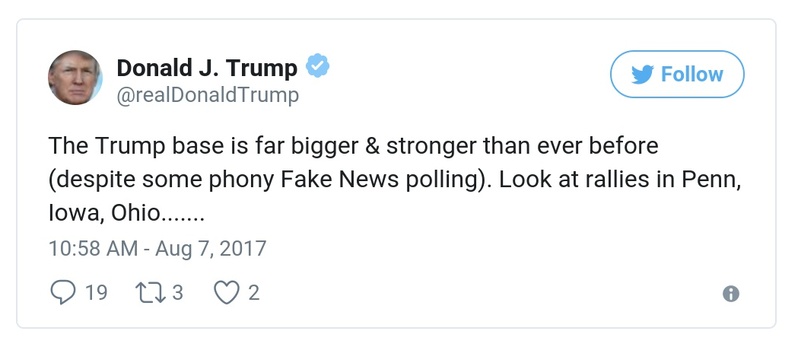 Donald J. Trump
Follow
@realDonaldTrump
The Trump base is far bigger & stronger than ever before
(despite some phony Fake News polling). Look at rallies in Penn,
Iowa, Ohio.......
10:58 AM - Aug 7, 2017
19 3 2